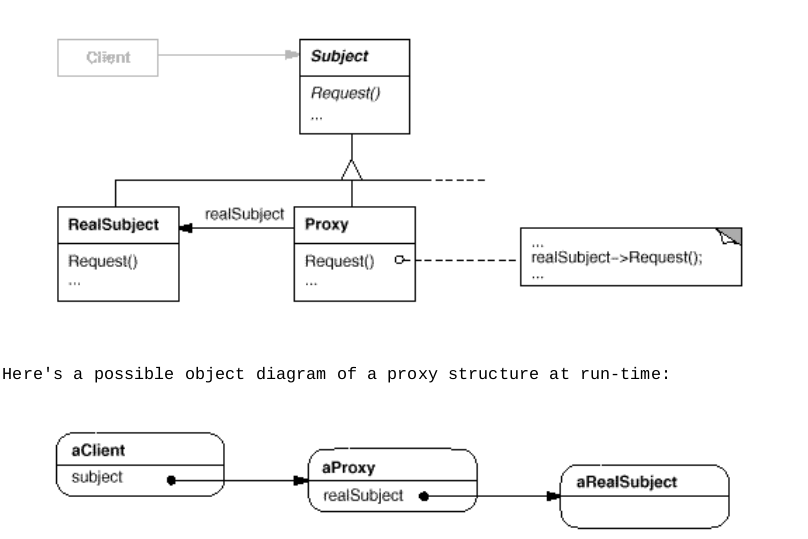 Client
Subject
Request()
...
realSubject
RealSubject
Request()
...
Proxy
Request()
...
...
realSubject->Request();
...
Here's a possible object diagram of a proxy structure at run-time:
aClient
subject
aProxy
realSubject
aRealSubject